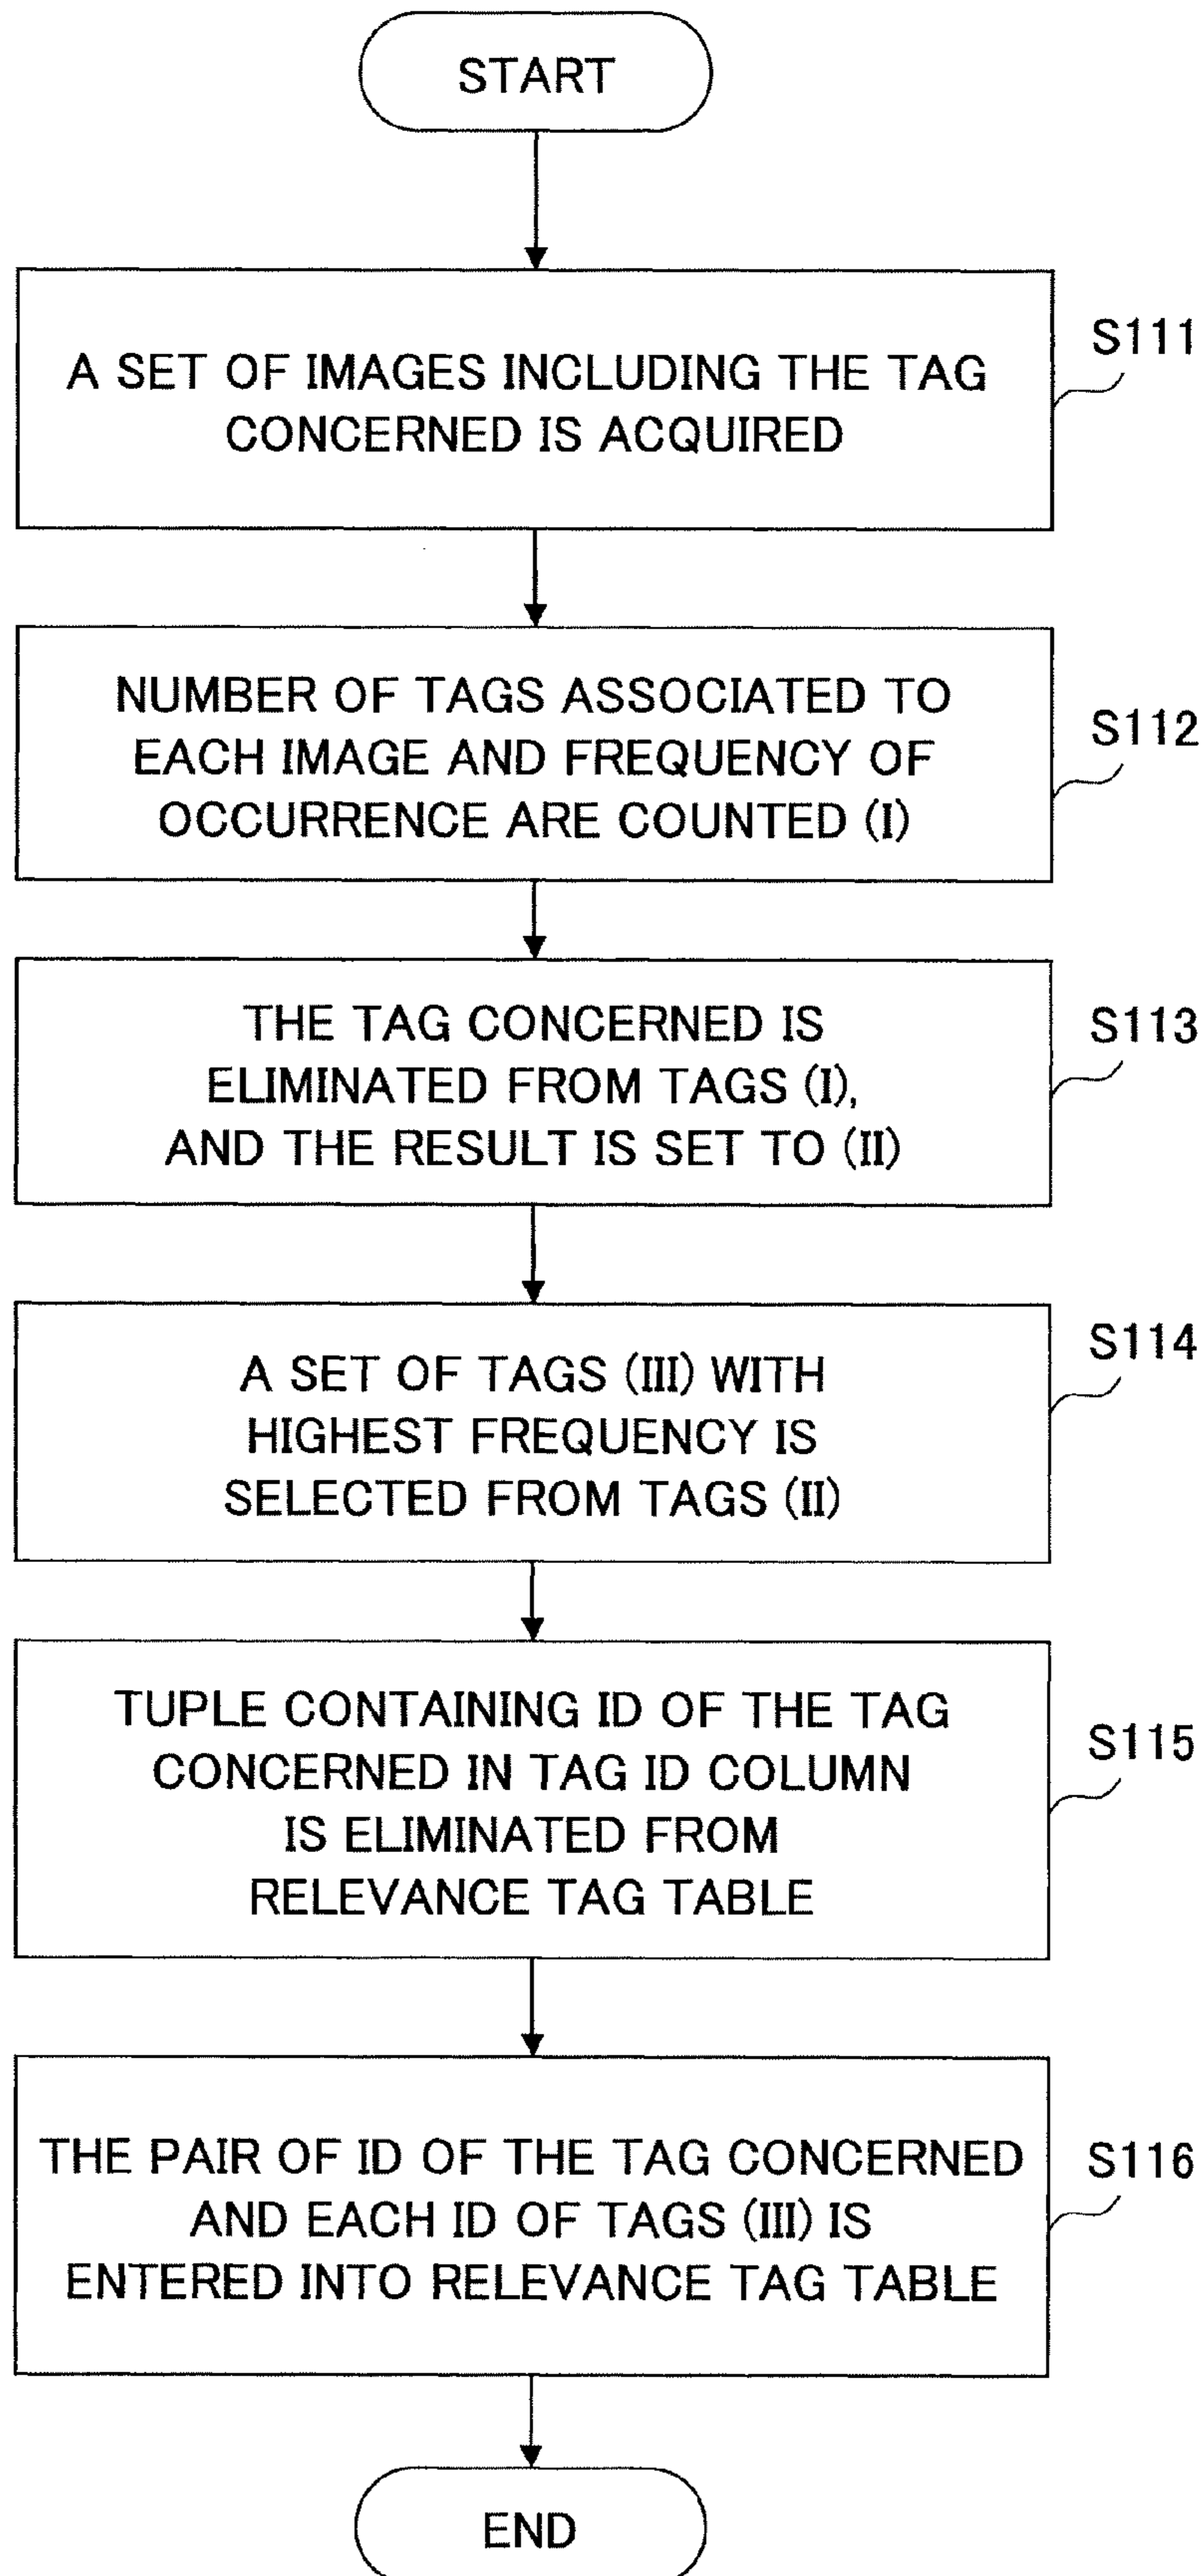 START
A SET OF IMAGES INCLUDING THE TAG
CONCERNED IS ACQUIRED
S111
NUMBER OF TAGS ASSOCIATED TO
EACH IMAGE AND FREQUENCY OF
OCCURRENCE ARE COUNTED (I)
S112
THE TAG CONCERNED IS
ELIMINATED FROM TAGS (I),
AND THE RESULT IS SET TO (II)
S113
A SET OF TAGS (III) WITH
HIGHEST FREQUENCY IS
SELECTED FROM TAGS (II)
S114
TUPLE CONTAINING ID OF THE TAG
CONCERNED IN TAG ID COLUMN
IS ELIMINATED FROM
RELEVANCE TAG TABLE
S115
THE PAIR OF ID OF THE TAG CONCERNED
AND EACH ID OF TAGS (III) IS
ENTERED INTO RELEVANCE TAG TABLE
S116
END